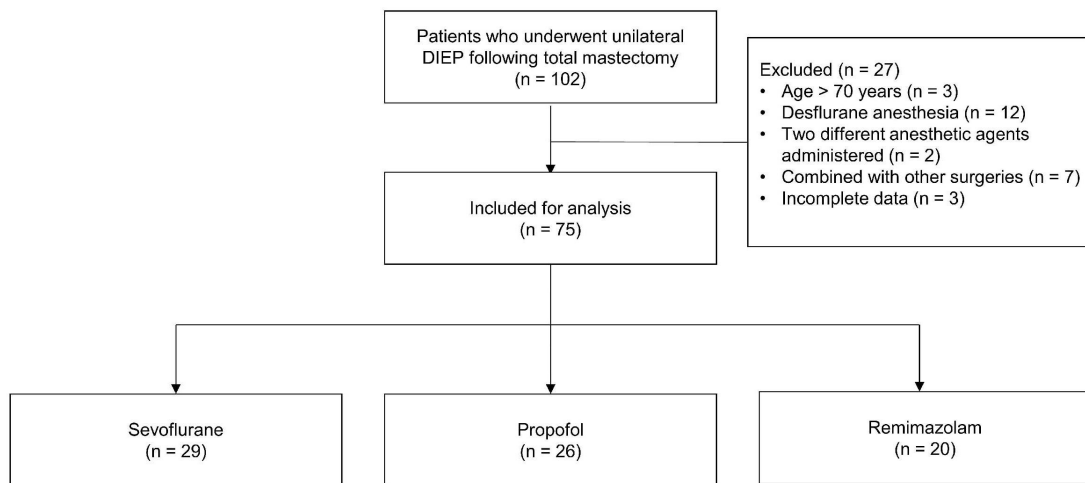 Patients who underwent unilateral
DIEP following total mastectomy
(n = 102)
Excluded (n = 27)
• Age > 70 years (n = 3)
• Desflurane anesthesia (n = 12)
• Two different anesthetic agents
administered (n = 2)
• Combined with other surgeries (n = 7)
• Incomplete data (n = 3)
Included for analysis
(n = 75)
Sevoflurane
(n = 29)
Propofol
(n = 26)
Remimazolam
(n = 20)